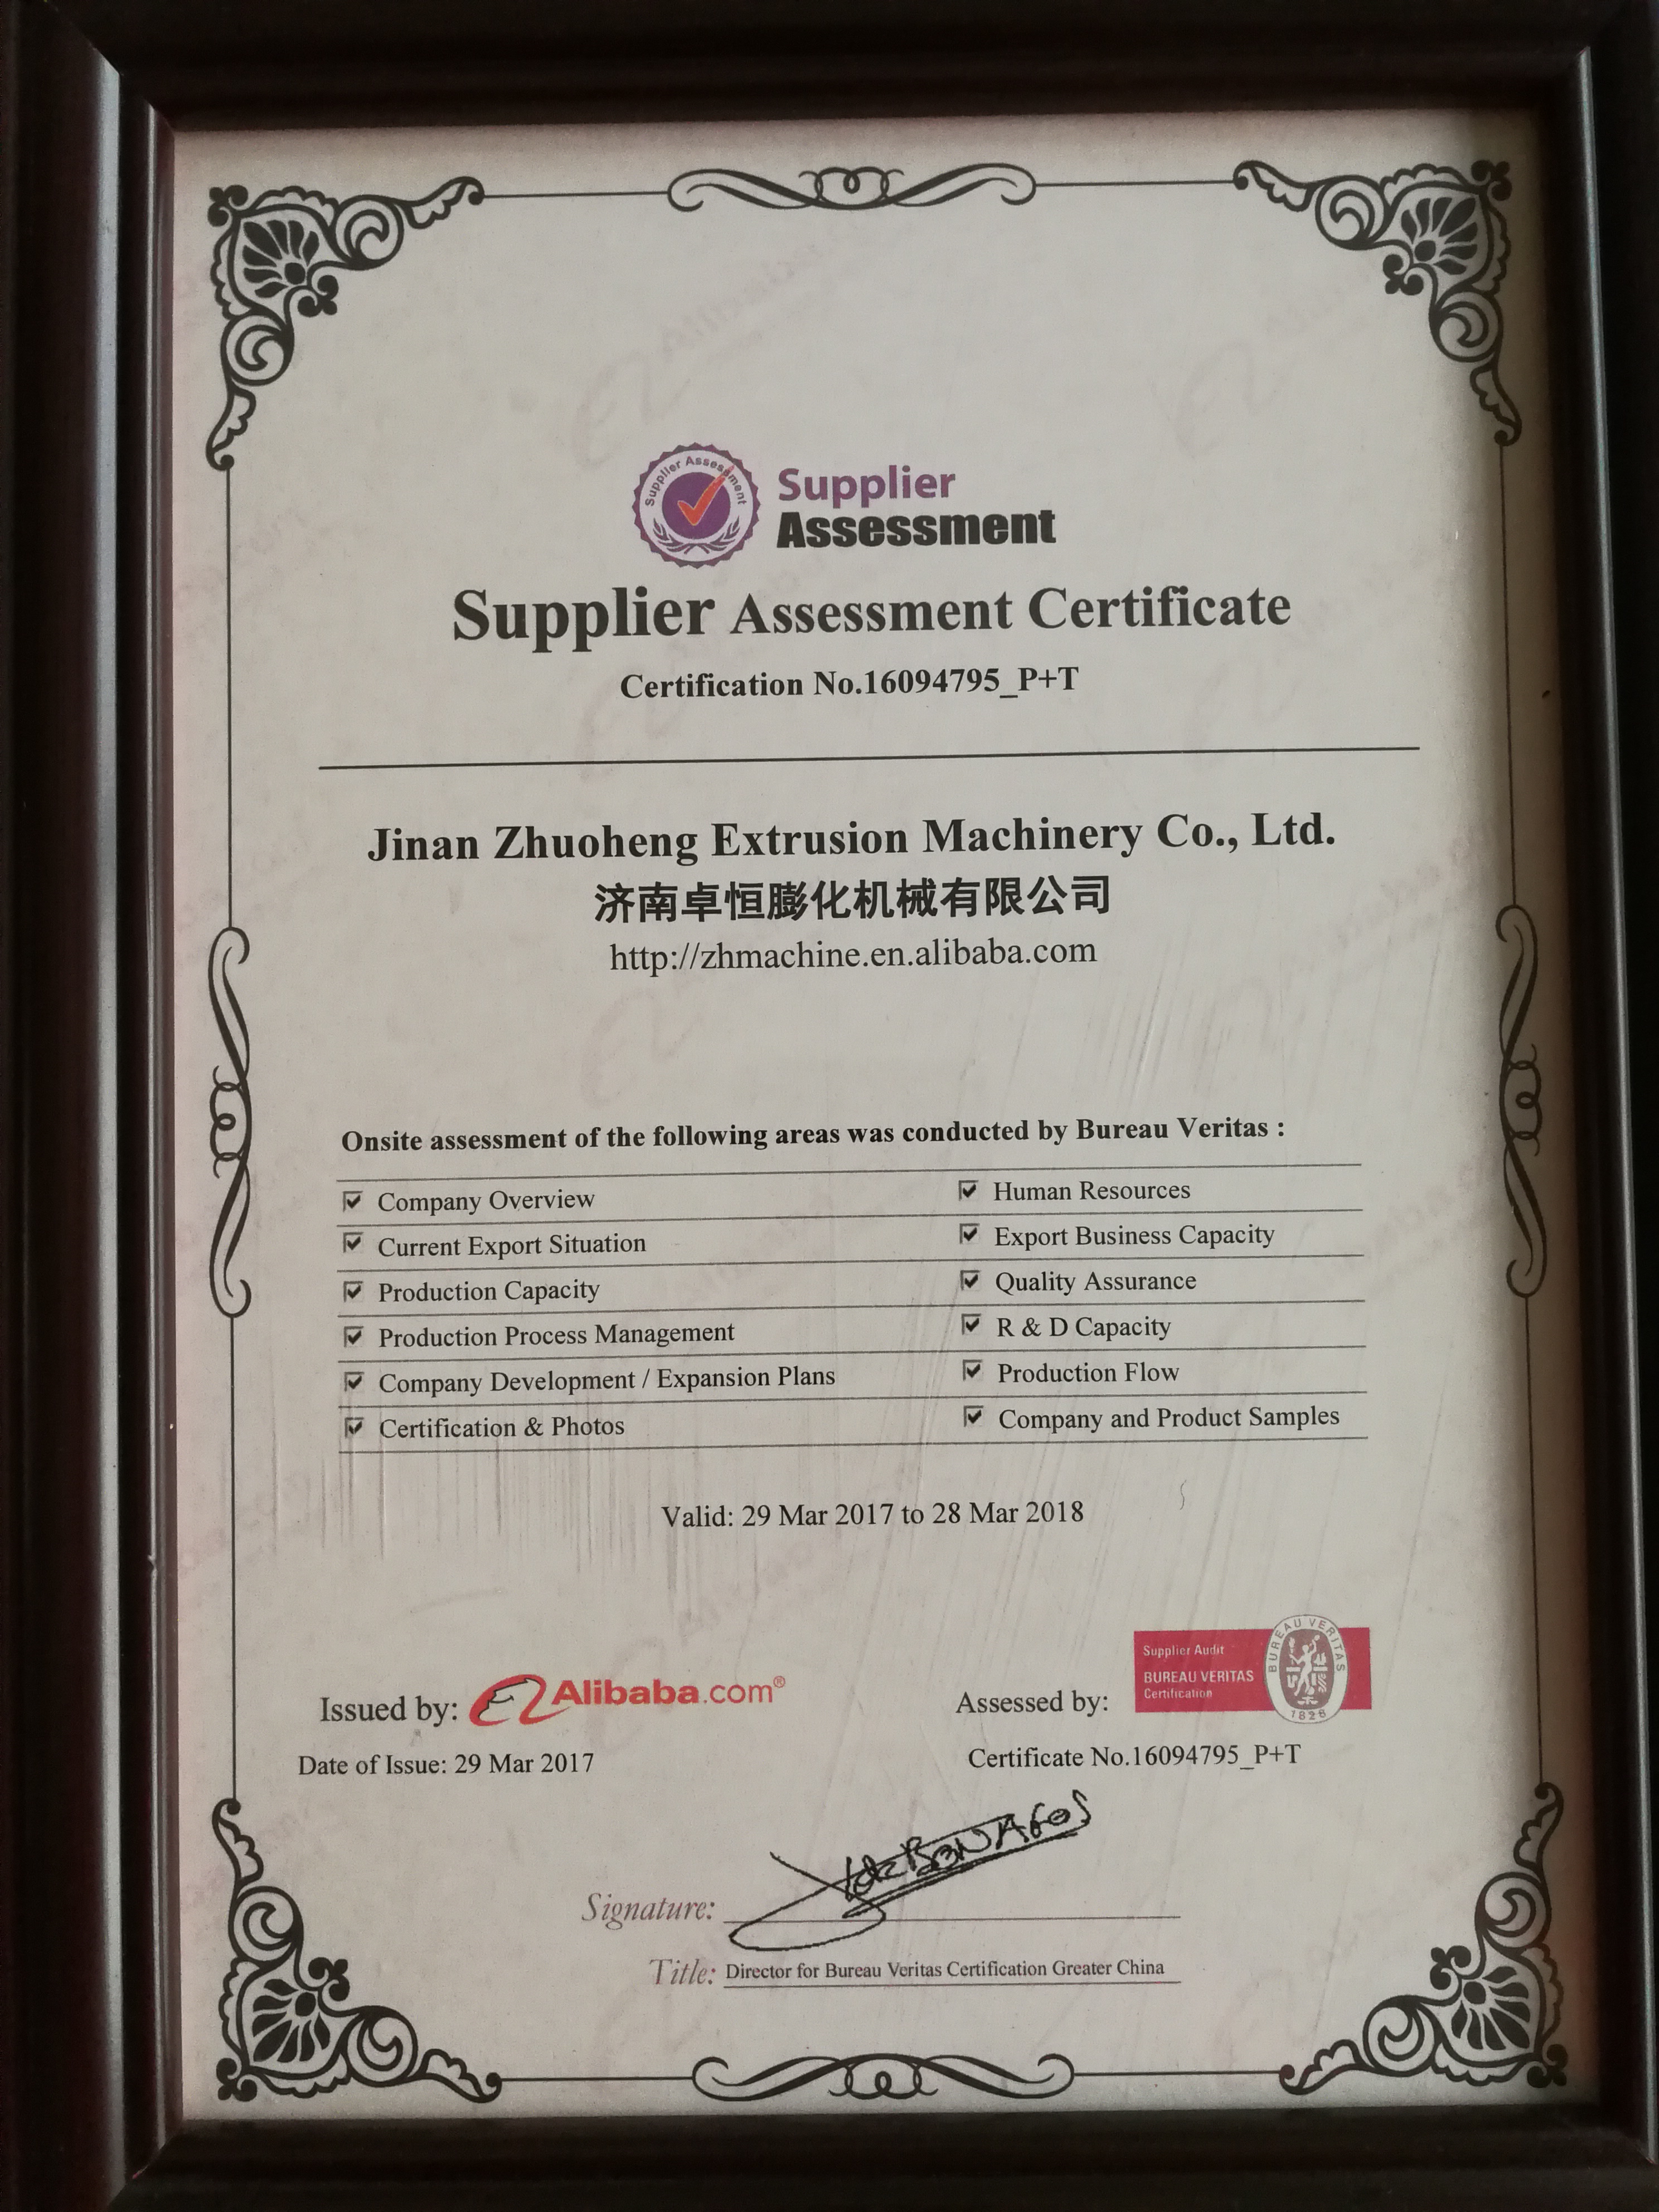 Supplier Assessment
Supplier
Assessment
Supplier Assessment Certificate
Certification No.16094795_P+T
Jinan Zhuoheng Extrusion Machinery Co., Ltd.
济南卓恒膨化机械有限公司
http://zhmachine.en.alibaba.com
Onsite assessment of the following areas was conducted by Bureau Veritas :
Company Overview
Human Resources
Current Export Situation
Export Business Capacity
Production Capacity
Quality Assurance
Production Process Management
R & D Capacity
Company Development / Expansion Plans
Production Flow
Certification & Photos
Company and Product Samples
Valid: 29 Mar 2017 to 28 Mar 2018
Issued by: Alibaba.com®
Date of Issue: 29 Mar 2017
Assessed by:
Supplier Audit
BUREAU VERITAS
Certification
BUREAU VERITAS
1828
Certificate No.16094795_P+T
Signature:
Title: Director for Bureau Veritas Certification Greater China